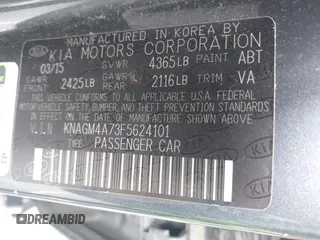 MANUFACTURED IN KOREA BY
KIA MOTORS CORPORATION
03/15 GVWR 4365LB PAINT ABT
GAWR FRONT 2425LB GAWR REAR 2116LB TRIM VA
THIS VEHICLE CONFORMS TO ALL APPLICABLE FEDERAL
MOTOR VEHICLE SAFETY, BUMPER, AND THEFT PREVENTION
STANDARDS IN EFFECT ON THE DATE OF MANUFACTURE
SHOWN ABOVE.
V.I.N KNAGM4A73F5624101
TYPE PASSENGER CAR
DREAMBID